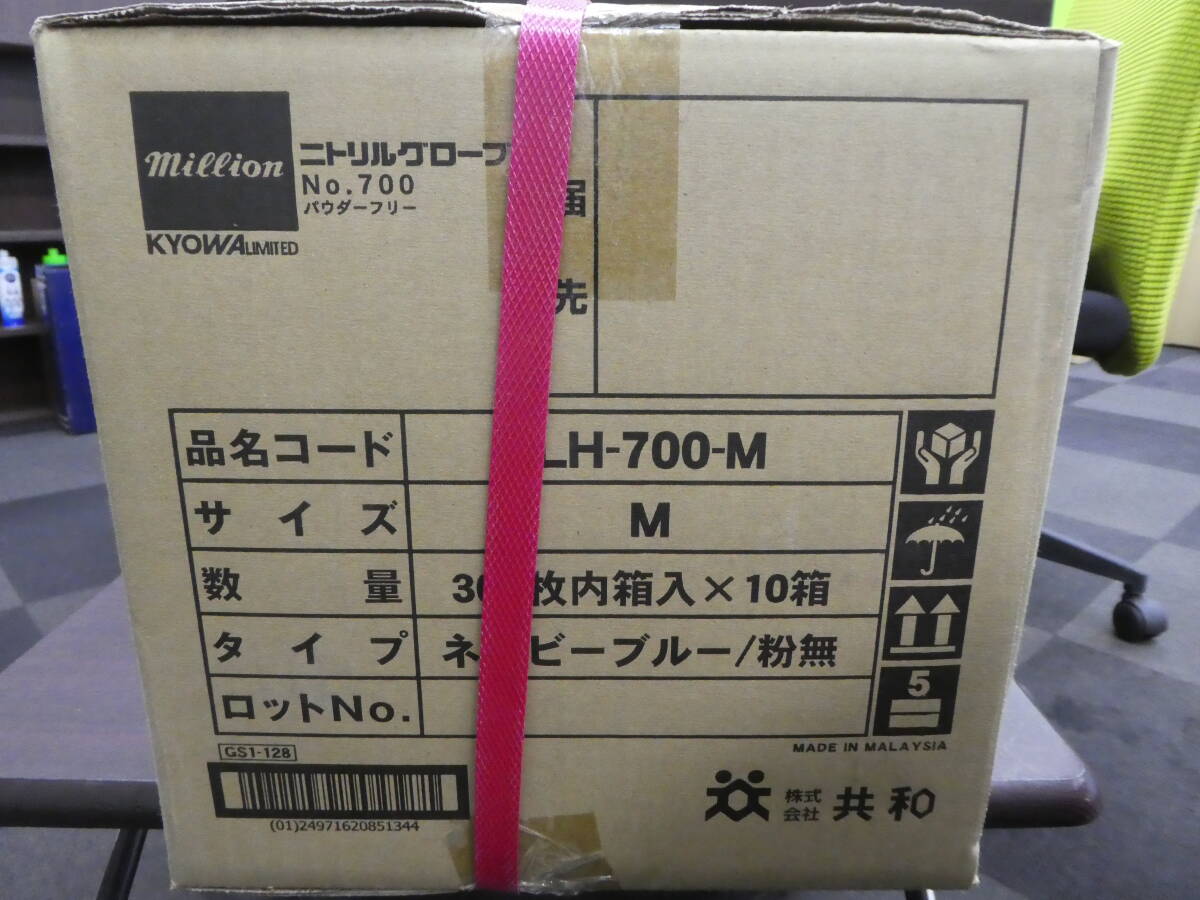 million
ニトリルグローブ
No.700
パウダーフリー
KYOWA LIMITED
届
先
品名コード LH-700-M
サイズ M
数量 30 枚内箱入×10箱
タイプ ネ ビーブルー/粉無
ロットNo.
5
GS1-128
(01)24971620851344
MADE IN MALAYSIA
株式会社 共和